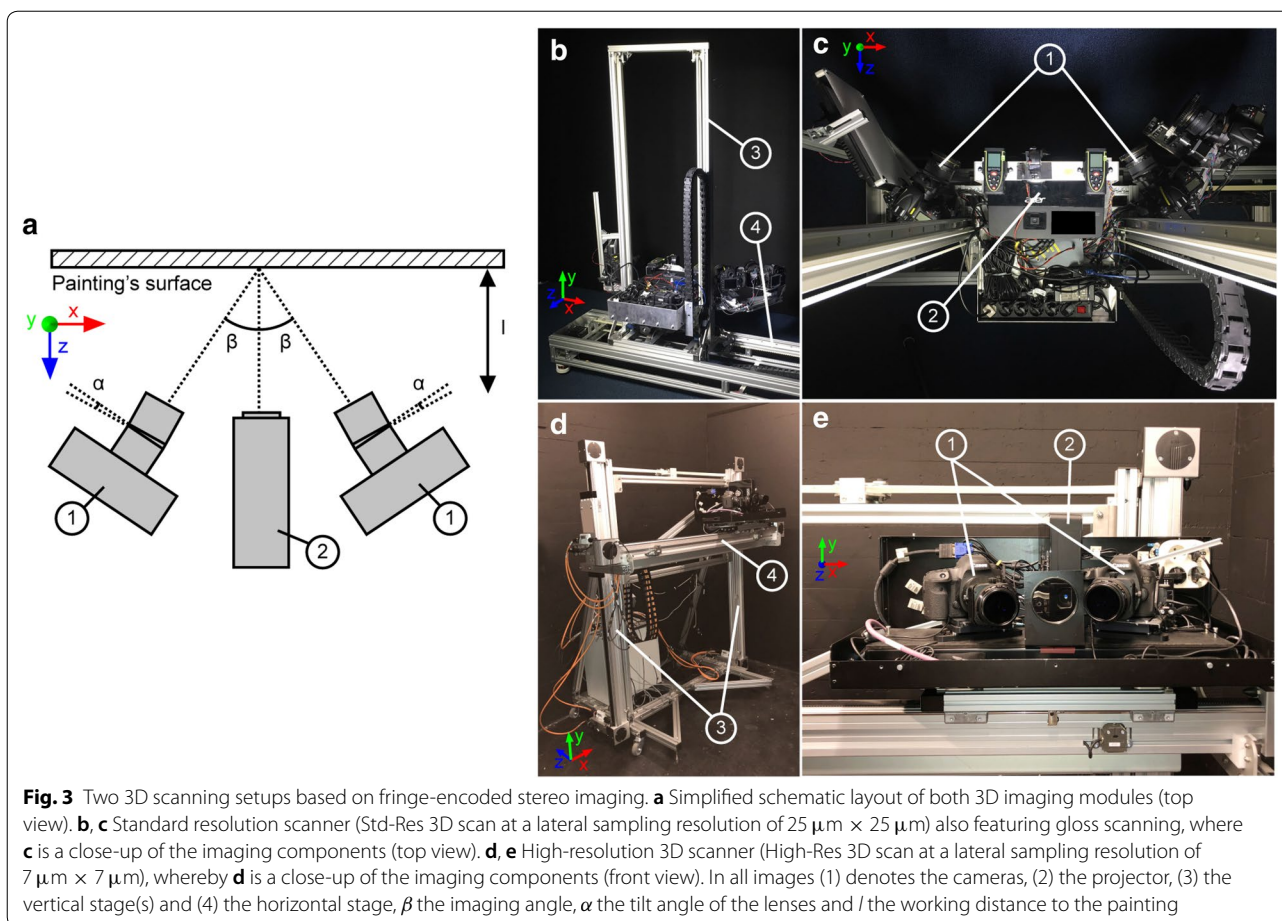 a
Painting's surface
y x
z
l
β β
α α
1 1
2
b
3
4
y
x
z
c
y x
z
1
acer
2
d
4
3
y
z x
e
1 2
y
z x
Fig. 3 Two 3D scanning setups based on fringe-encoded stereo imaging. a Simplified schematic layout of both 3D imaging modules (top
view). b, c Standard resolution scanner (Std-Res 3D scan at a lateral sampling resolution of 25 μm × 25 μm) also featuring gloss scanning, where
c is a close-up of the imaging components (top view). d, e High-resolution 3D scanner (High-Res 3D scan at a lateral sampling resolution of
7 μm × 7 μm), whereby d is a close-up of the imaging components (front view). In all images (1) denotes the cameras, (2) the projector, (3) the
vertical stage(s) and (4) the horizontal stage, β the imaging angle, α the tilt angle of the lenses and l the working distance to the painting